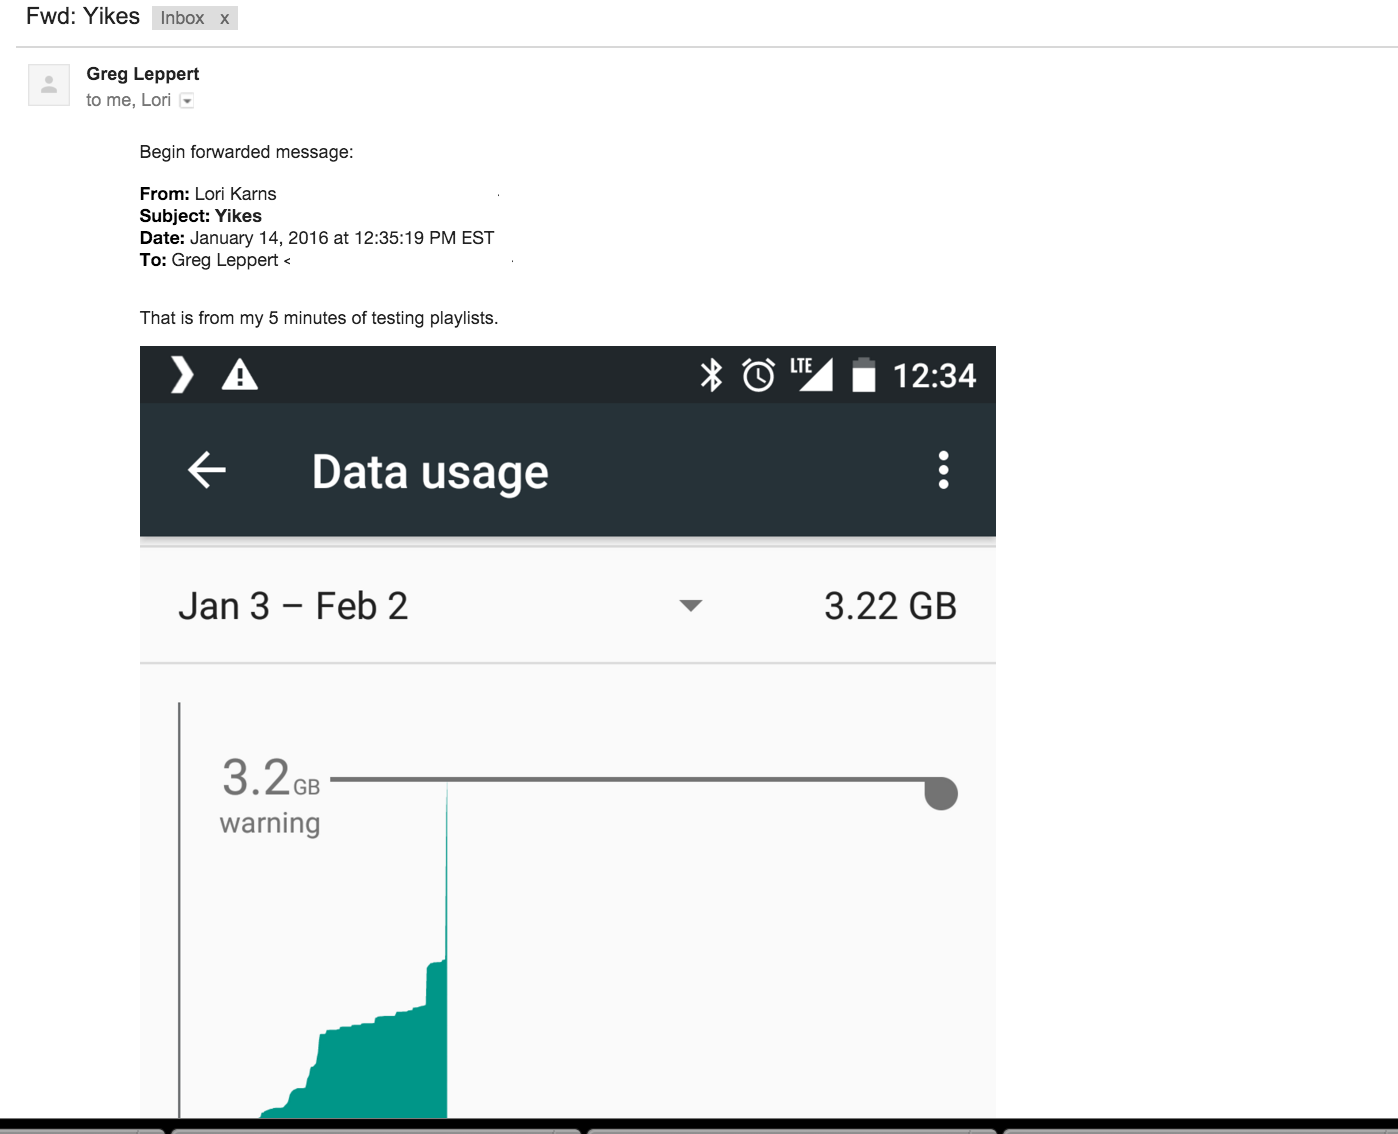 Fwd: Yikes Inbox x
Greg Leppert
to me, Lori
Begin forwarded message:
From: Lori Karns
Subject: Yikes
Date: January 14, 2016 at 12:35:19 PM EST
To: Greg Leppert <
That is from my 5 minutes of testing playlists.
LTE 12:34
Data usage
Jan 3 – Feb 2 3.22 GB
3.2 GB
warning